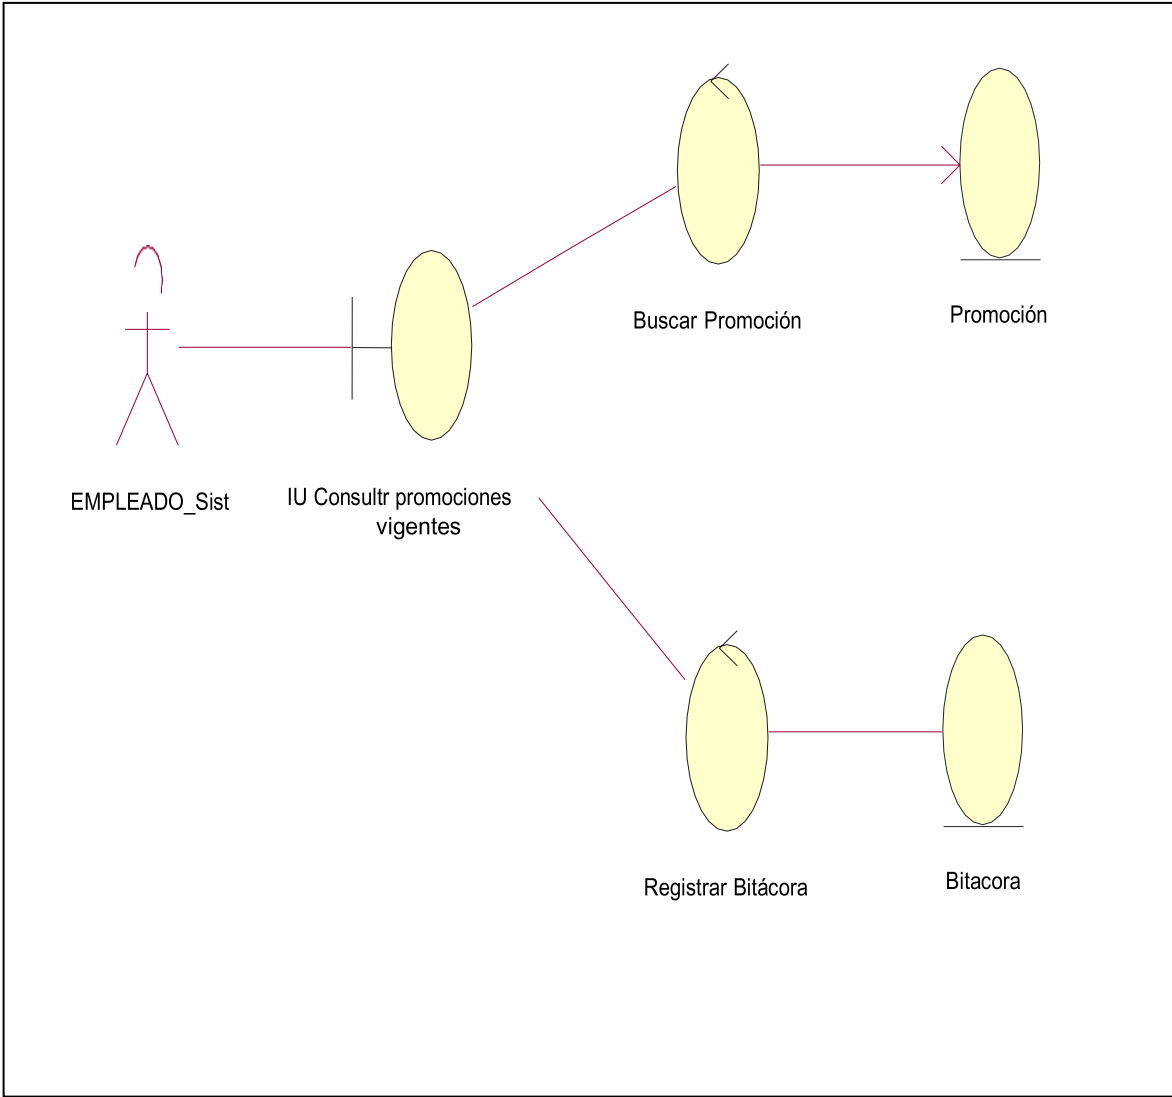 Buscar Promoción
Promoción
EMPLEADO_Sist
IU Consultr promociones
vigentes
Registrar Bitácora
Bitacora